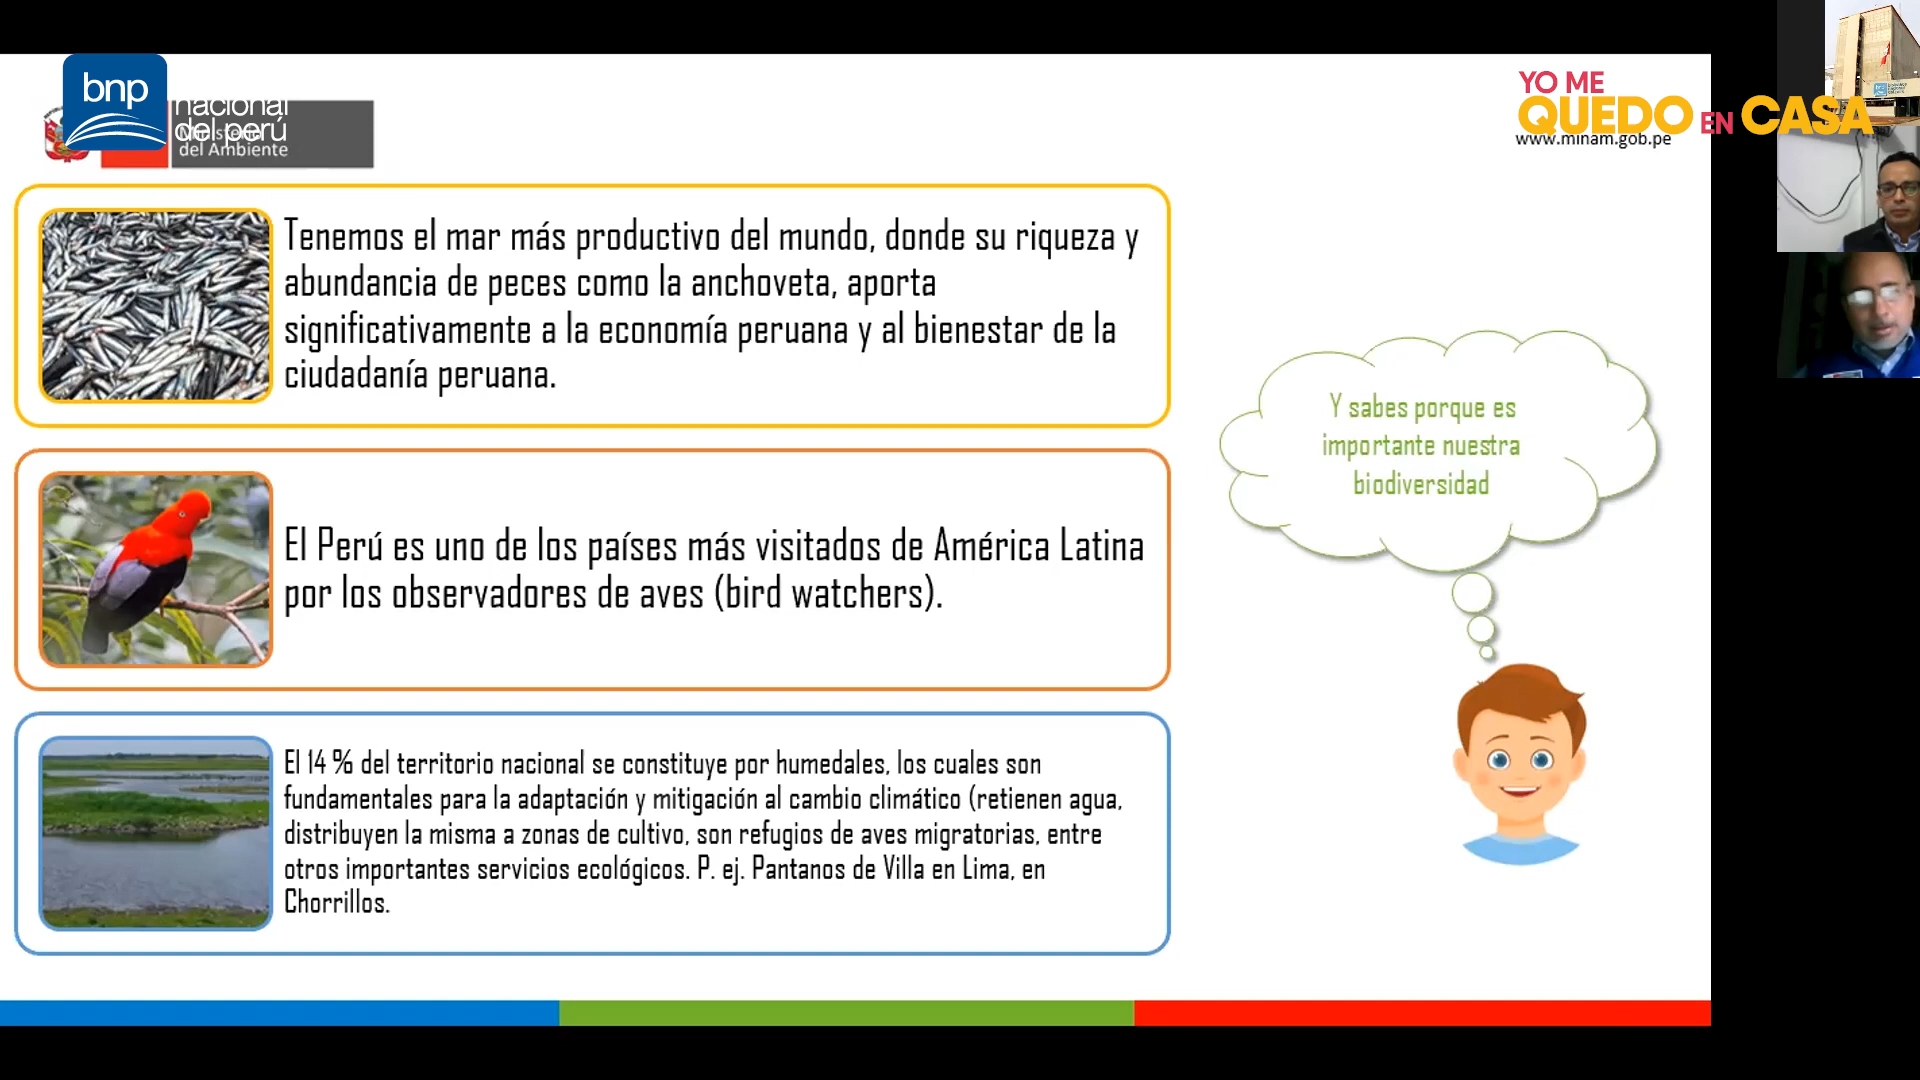 bnp
nacional
del perú
Ministerio
del Ambiente
YO ME
QUEDO EN CASA
www.minam.gob.pe
Tenemos el mar más productivo del mundo, donde su riqueza y
abundancia de peces como la anchoveta, aporta
significativamente a la economía peruana y al bienestar de la
ciudadanía peruana.
El Perú es uno de los países más visitados de América Latina
por los observadores de aves (bird watchers).
El 14 % del territorio nacional se constituye por humedales, los cuales son
fundamentales para la adaptación y mitigación al cambio climático (retienen agua,
distribuyen la misma a zonas de cultivo, son refugios de aves migratorias, entre
otros importantes servicios ecológicos. P. ej. Pantanos de Villa en Lima, en
Chorrillos.
Y sabes porque es
importante nuestra
biodiversidad